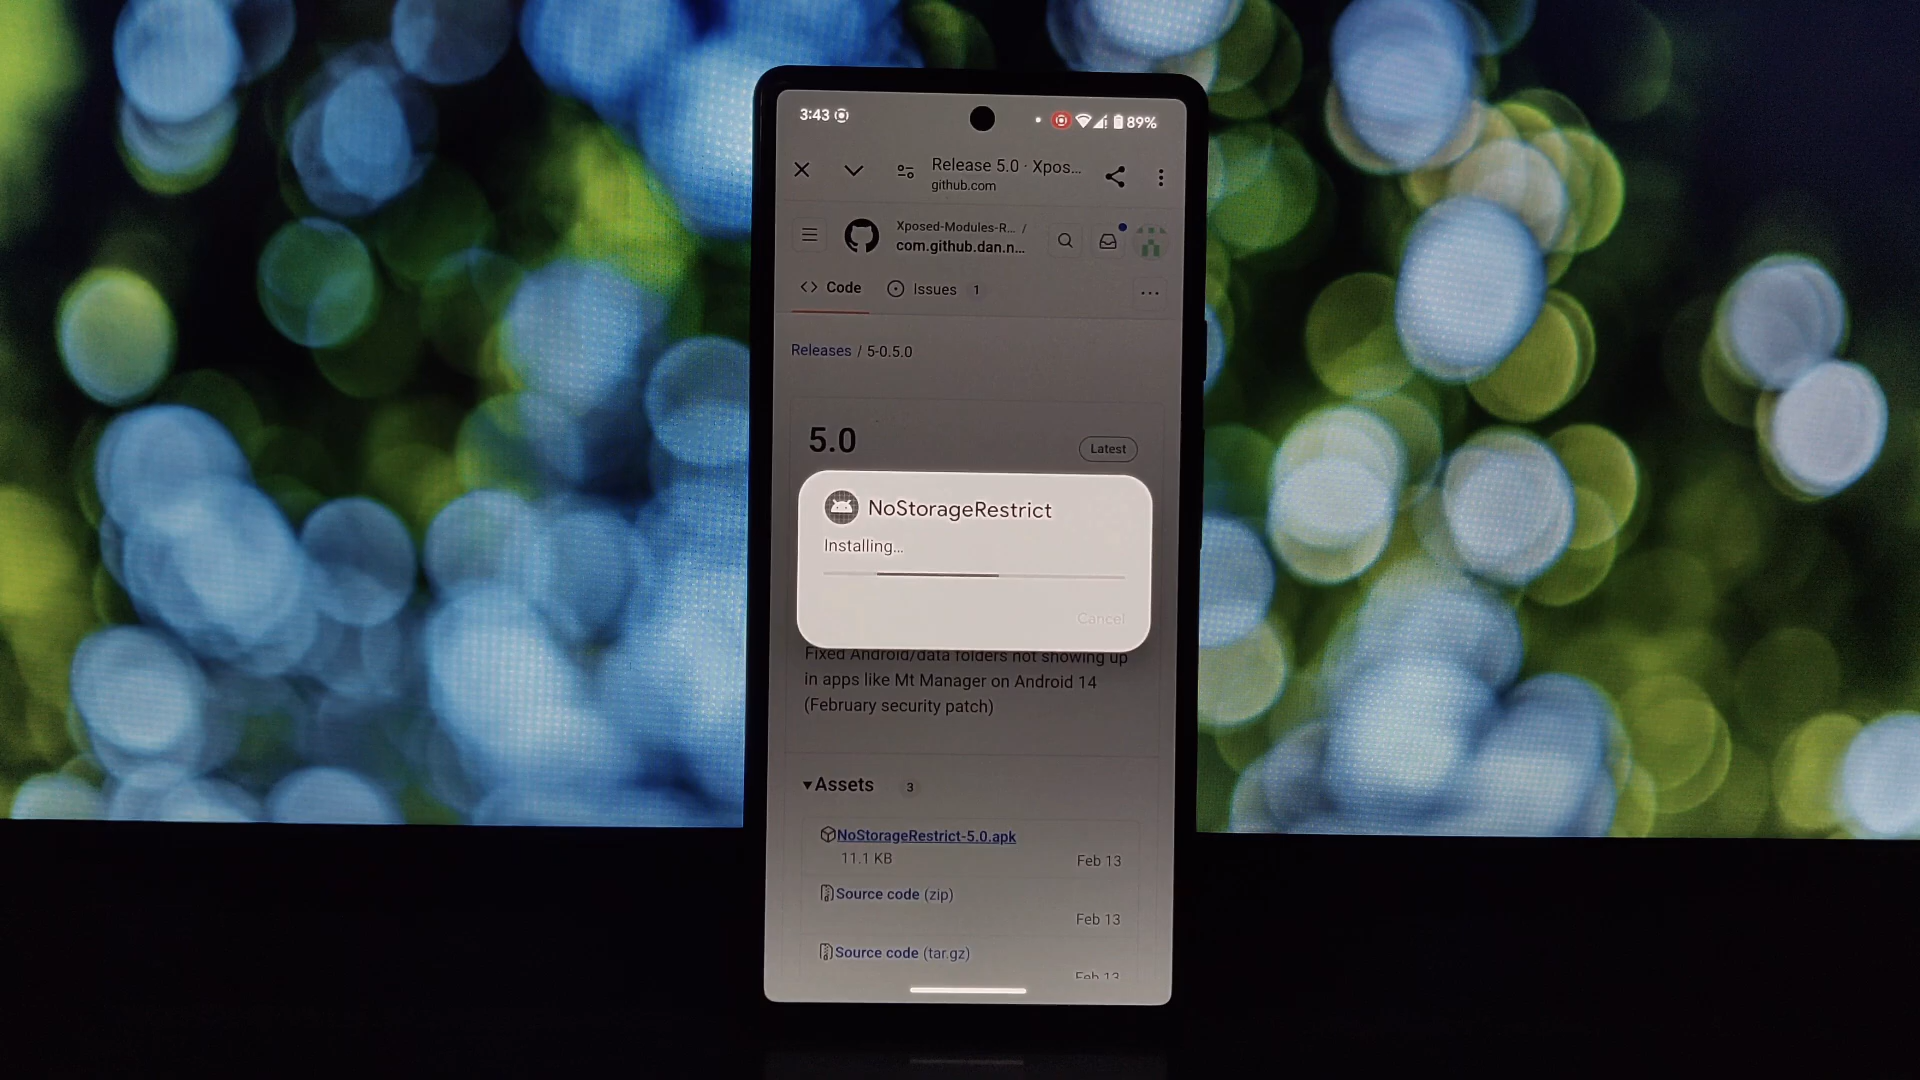 3:43
89%
Release 5.0 · Xpos...
github.com
Xposed-Modules-R... /
com.github.dan.n...
Code
Issues 1
Releases / 5-0.5.0
5.0
Latest
NoStorageRestrict
Installing...
Cancel
Fixed Android/data folders not showing up
in apps like Mt Manager on Android 14
(February security patch)
Assets 3
NoStorageRestrict-5.0.apk
11.1 KB
Feb 13
Source code (zip)
Feb 13
Source code (tar.gz)
Feb 13